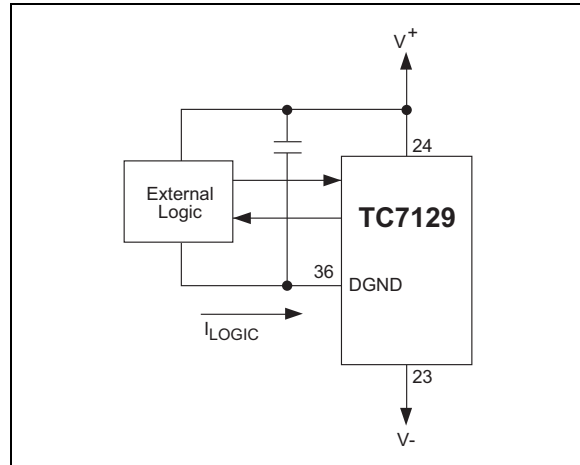 V+
24
External
Logic
TC7129
36
DGND
ILOGIC
23
V-